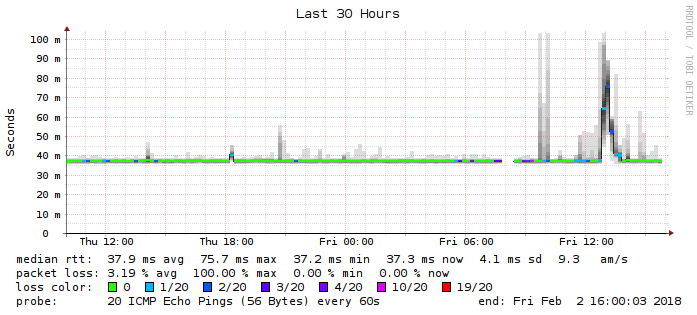 Last 30 Hours
RRDTOOL / TOBI OETIKER
Seconds
100 m
90 m
80 m
70 m
60 m
50 m
40 m
30 m
20 m
10 m
0
Thu 12:00 Thu 18:00 Fri 00:00 Fri 06:00 Fri 12:00
median rtt: 37.9 ms avg 75.7 ms max 37.2 ms min 37.3 ms now 4.1 ms sd 9.3 am/s
packet loss: 3.19 % avg 100.00 % max 0.00 % min 0.00 % now
loss color: 0 1/20 2/20 3/20 4/20 10/20 19/20
probe: 20 ICMP Echo Pings (56 Bytes) every 60s end: Fri Feb 2 16:00:03 2018